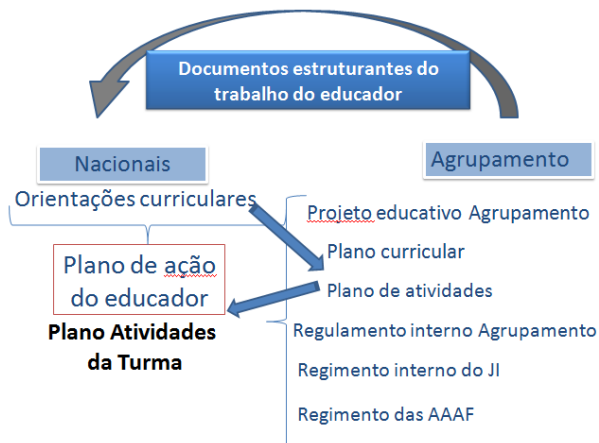 Documentos estruturantes do
trabalho do educador
Nacionais
Agrupamento
Orientações curriculares
Projeto educativo Agrupamento
Plano curricular
Plano de ação
do educador
Plano de atividades
Plano Atividades
da Turma
Regulamento interno Agrupamento
Regimento interno do JI
Regimento das AAAF